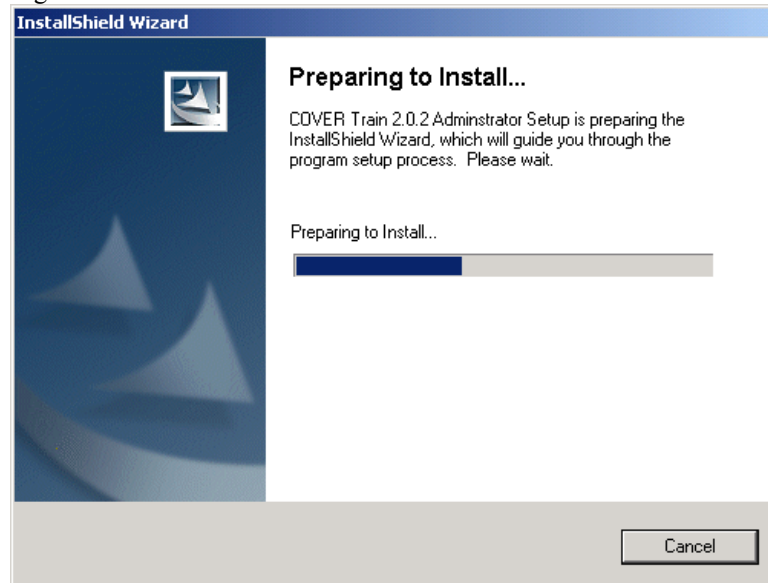 InstallShield Wizard
Preparing to Install...
COVER Train 2.0.2 Adminstrator Setup is preparing the
InstallShield Wizard, which will guide you through the
program setup process. Please wait.
Preparing to Install...
Cancel